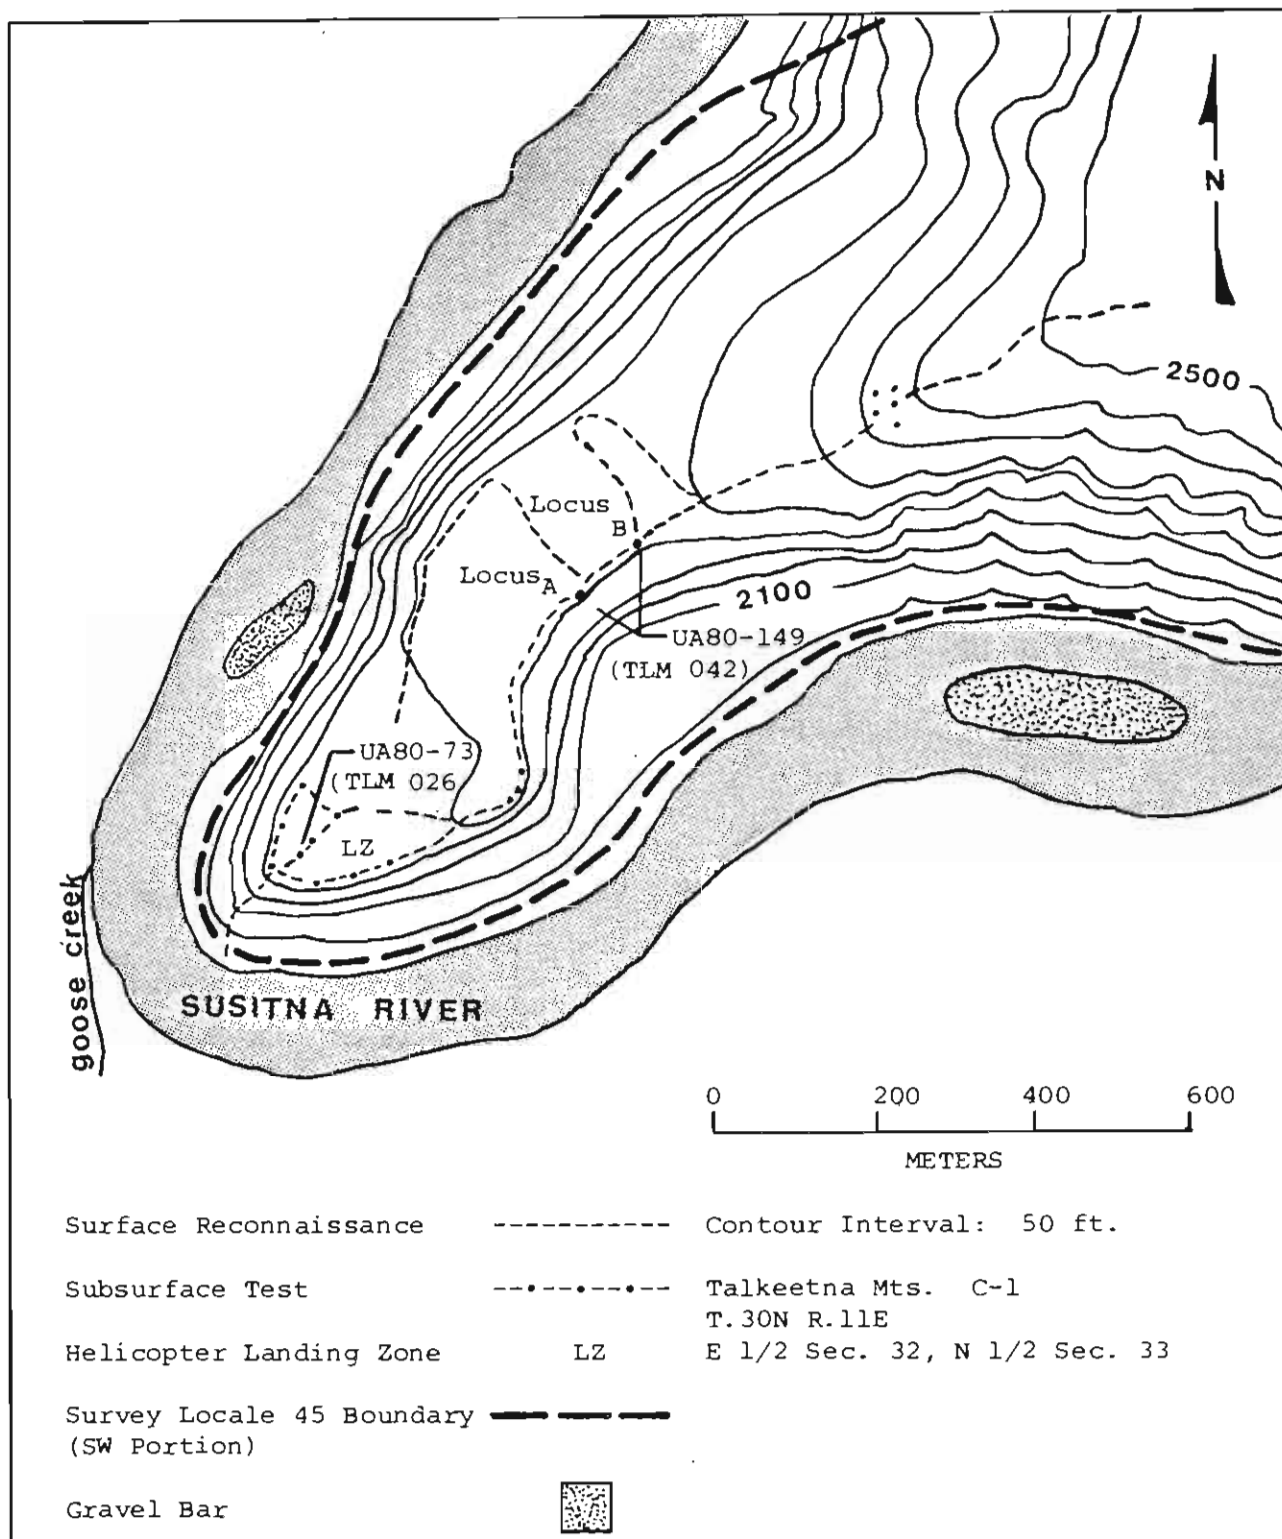 N
2500
Locus
B
Locus A
2100
UA80-149
(TLM 042)
UA80-73
(TLM 026
LZ
goose creek
SUSITNA RIVER
0 200 400 600
METERS
Surface Reconnaissance
Contour Interval: 50 ft.
Subsurface Test
Talkeetna Mts. C-1
T.30N R.11E
Helicopter Landing Zone LZ
E 1/2 Sec. 32, N 1/2 Sec. 33
Survey Locale 45 Boundary
(SW Portion)
Gravel Bar